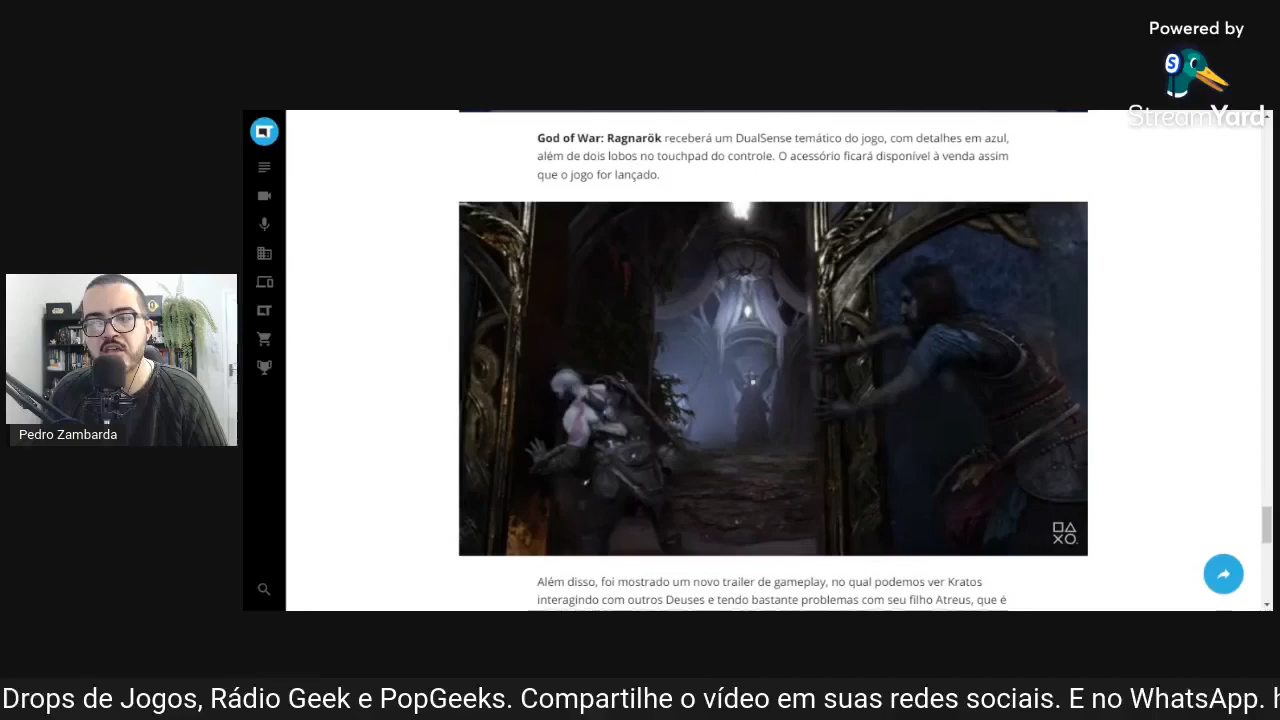 Powered by
StreamYard
God of War: Ragnarök receberá um DualSense temático do jogo, com detalhes em azul,
além de dois lobos no touchpad do controle. O acessório ficará disponível à venda assim
que o jogo for lançado.
Pedro Zambarda
Além disso, foi mostrado um novo trailer de gameplay, no qual podemos ver Kratos
interagindo com outros Deuses e tendo bastante problemas com seu filho Atreus, que é
Drops de Jogos, Rádio Geek e PopGeeks. Compartilhe o vídeo em suas redes sociais. E no WhatsApp.